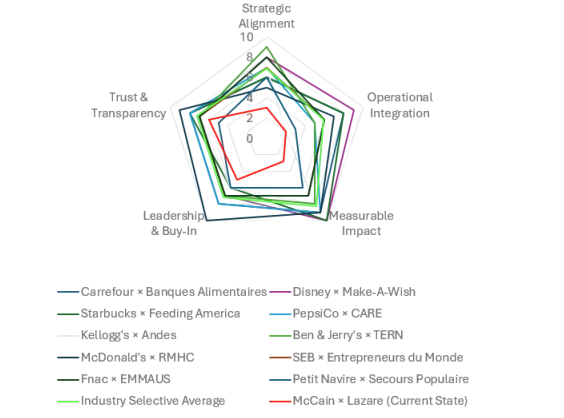 Strategic
Alignment
10
8
6
4
2
0
Trust &
Transparency
Operational
Integration
Leadership
& Buy-In
Measurable
Impact
Carrefour × Banques Alimentaires
Disney × Make-A-Wish
Starbucks × Feeding America
PepsiCo × CARE
Kellogg's × Andes
Ben & Jerry's × TERN
McDonald's × RMHC
SEB × Entrepreneurs du Monde
Fnac × EMMAUS
Petit Navire × Secours Populaire
Industry Selective Average
McCain × Lazare (Current State)